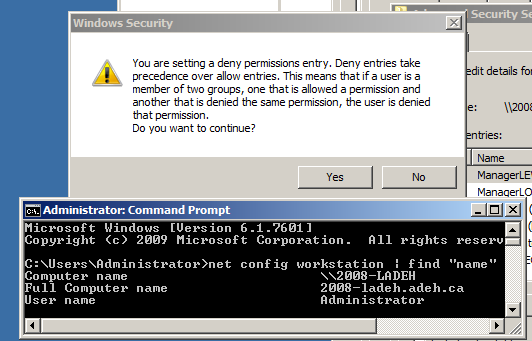 Windows Security
You are setting a deny permissions entry. Deny entries take
precedence over allow entries. This means that if a user is a
member of two groups, one that is allowed a permission and
another that is denied the same permission, the user is denied
that permission.
Do you want to continue?
Yes
No
Security Se
edit details for
e:
\\2008
entries:
Name
ManagerLE
ManagerLO
Administrator: Command Prompt
Microsoft Windows [Version 6.1.7601]
Copyright (c) 2009 Microsoft Corporation. All rights reserv
C:\Users\Administrator>net config workstation | find "name"
Computer name \\2008-LADEH
Full Computer name 2008-ladeh.adeh.ca
User name Administrator